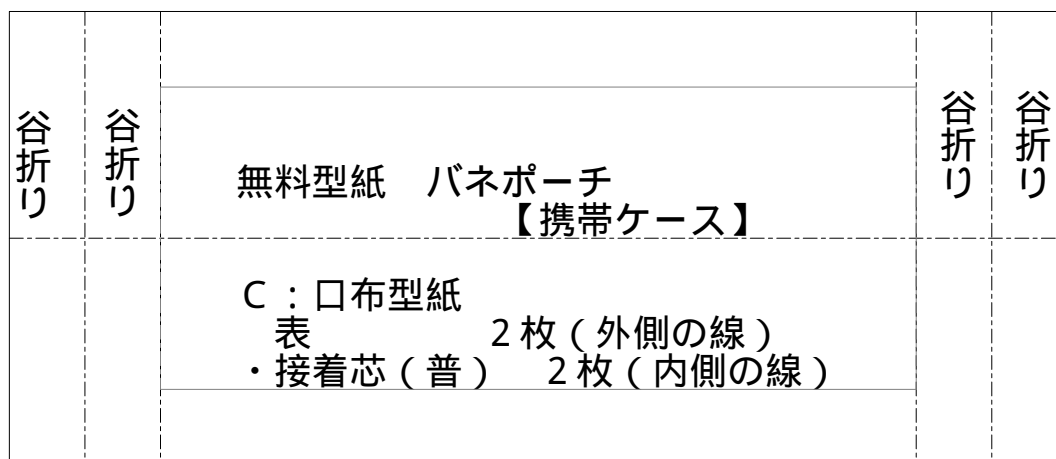 谷折り
谷折り
無料型紙　バネポーチ
【携帯ケース】
Ｃ：口布型紙
表　２枚（外側の線）
・接着芯（普）　２枚（内側の線）
谷折り
谷折り